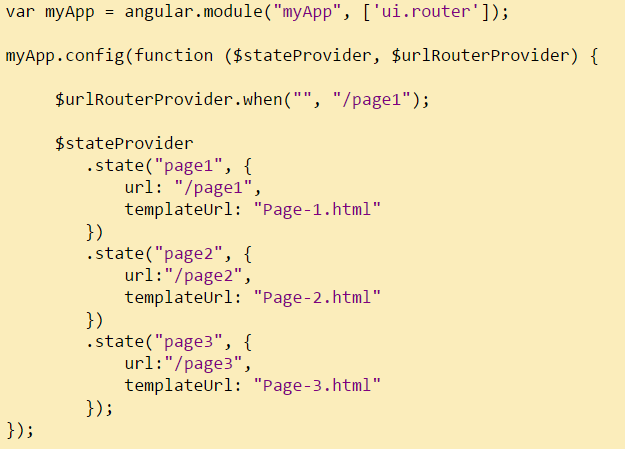 var myApp = angular.module("myApp", ['ui.router']);
myApp.config(function ($stateProvider, $urlRouterProvider) {
$urlRouterProvider.when("", "/page1");
$stateProvider
.state("page1", {
url: "/page1",
templateUrl: "Page-1.html"
})
.state("page2", {
url:"/page2",
templateUrl: "Page-2.html"
})
.state("page3", {
url:"/page3",
templateUrl: "Page-3.html"
});
});